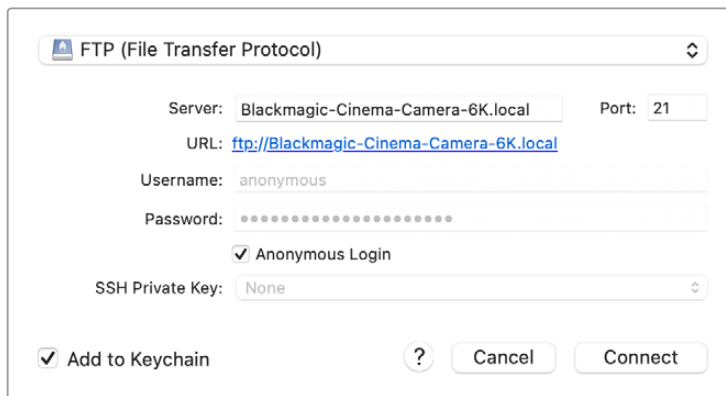 FTP (File Transfer Protocol)
Server: Blackmagic-Cinema-Camera-6K.local Port: 21
URL: ftp://Blackmagic-Cinema-Camera-6K.local
Username: anonymous
Password: ●●●●●●●●●●●●●●●●●●●●●
Anonymous Login
SSH Private Key: None
Add to Keychain ? Cancel Connect